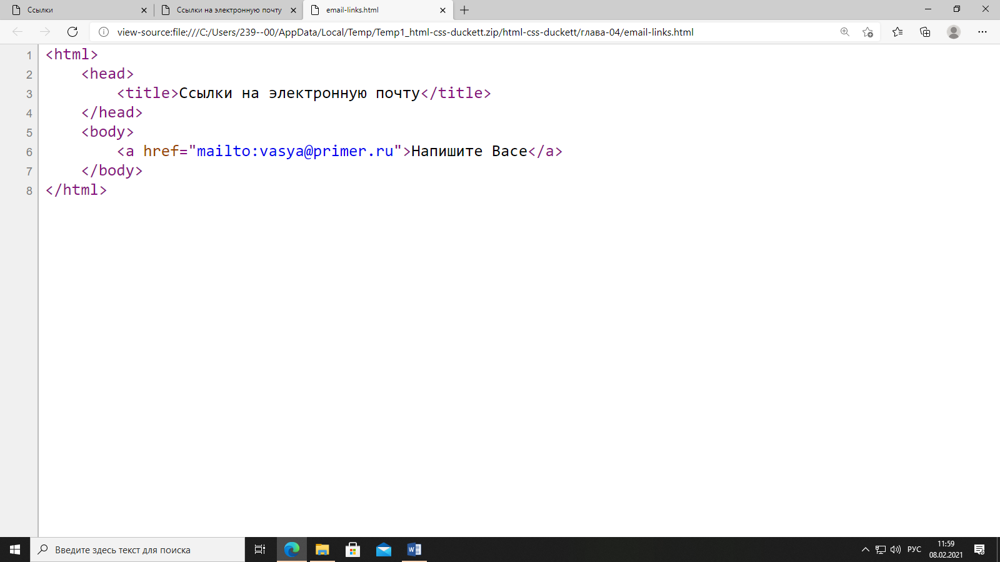 Ссылки
Ссылки на электронную почту
email-links.html
view-source:file:///C:/Users/239--00/AppData/Local/Temp/Temp1_html-css-duckett.zip/html-css-duckett/глава-04/email-links.html
1 <html>
2 <head>
3 <title>Ссылки на электронную почту</title>
4 </head>
5 <body>
6 <a href="mailto:vasya@primer.ru">Напишите Васе</a>
7 </body>
8 </html>
Введите здесь текст для поиска
РУС
11:59
08.02.2021